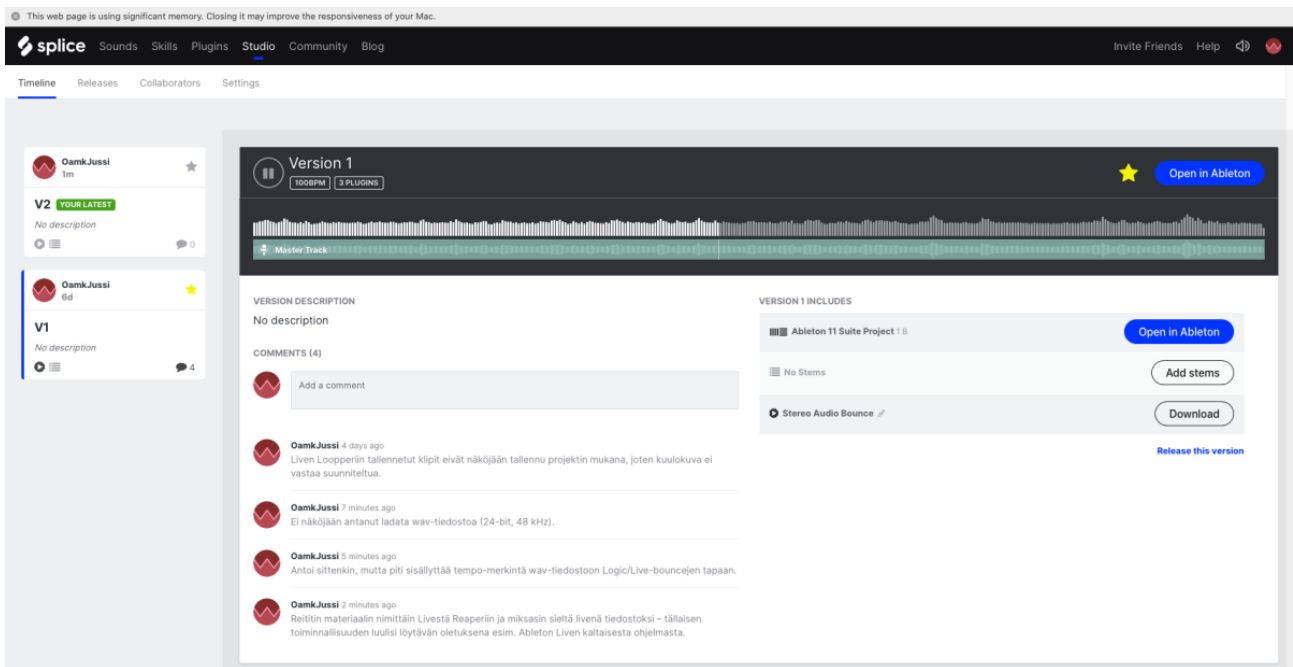 This web page is using significant memory. Closing it may improve the responsiveness of your Mac.
splice Sounds Skills Plugins Studio Community Blog Invite Friends Help
Timeline Releases Collaborators Settings
OamkJussi
1m
V2 YOUR LATEST
No description
0
OamkJussi
6d
V1
No description
4
Version 1
100BPM 3 PLUGINS
Open in Ableton
Master Track
VERSION DESCRIPTION
No description
COMMENTS (4)
Add a comment
OamkJussi 4 days ago
Liven Loopperiin tallennetut klipit eivät näköjään tallennu projektin mukana, joten kuulokuva ei
vastaa suunniteltua.
OamkJussi 7 minutes ago
Ei näköjään antanut ladata wav-tiedostoa (24-bit, 48 kHz).
OamkJussi 5 minutes ago
Antoi sittenkin, mutta piti sisällyttää tempo-merkintä wav-tiedostoon Logic/Live-bouncejen tapaan.
OamkJussi 2 minutes ago
Reititin materiaalin nimittäin Livestä Reaperiin ja miksasin sieltä livenä tiedostoksi – tällaisen
toiminnallisuuden luulisi löytävän oletuksena esim. Ableton Liven kaltaisesta ohjelmasta.
VERSION 1 INCLUDES
Ableton 11 Suite Project 1 B Open in Ableton
No Stems Add stems
Stereo Audio Bounce Download
Release this version